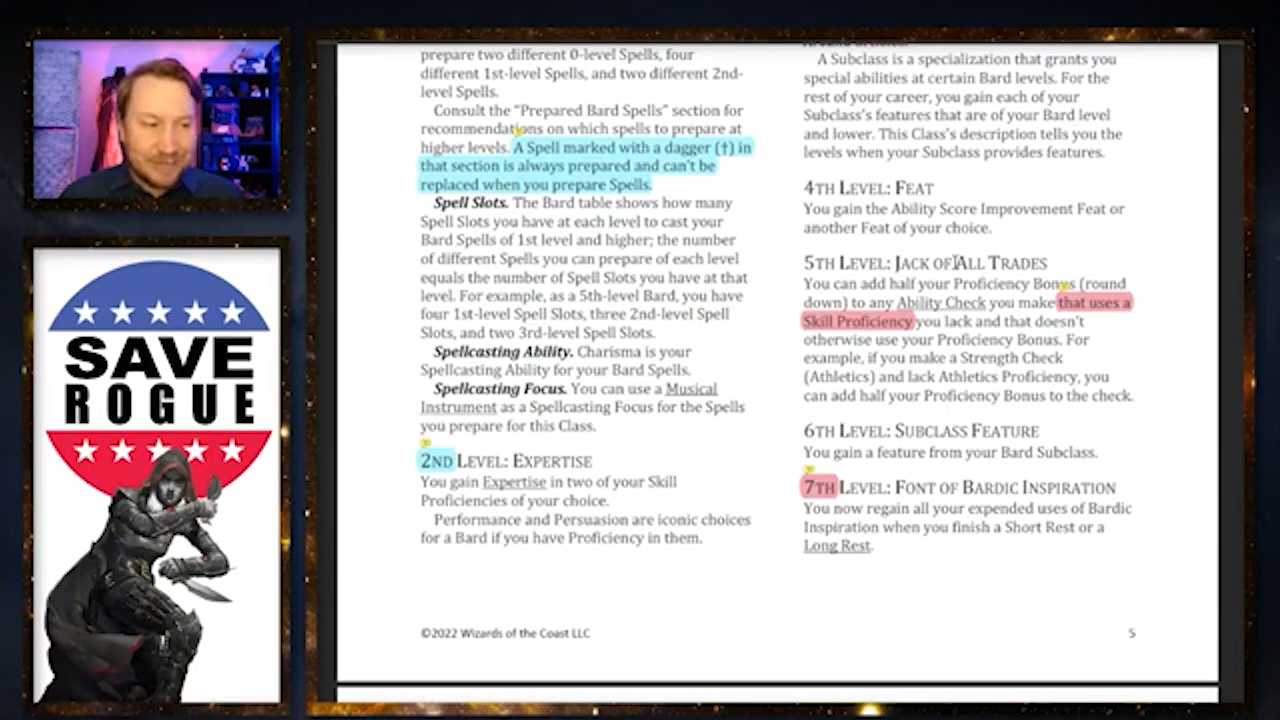 SAVE
ROGUE
prepare two different 0-level Spells, four
different 1st-level Spells, and two different 2nd-
level Spells.
Consult the “Prepared Bard Spells” section for
recommendations on which spells to prepare at
higher levels. A Spell marked with a dagger (†) in
that section is always prepared and can’t be
replaced when you prepare Spells.
Spell Slots. The Bard table shows how many
Spell Slots you have at each level to cast your
Bard Spells of 1st level and higher; the number
of different Spells you can prepare of each level
equals the number of Spell Slots you have at that
level. For example, as a 5th-level Bard, you have
four 1st-level Spell Slots, three 2nd-level Spell
Slots, and two 3rd-level Spell Slots.
Spellcasting Ability. Charisma is your
Spellcasting Ability for your Bard Spells.
Spellcasting Focus. You can use a Musical
Instrument as a Spellcasting Focus for the Spells
you prepare for this Class.
2ND LEVEL: EXPERTISE
You gain Expertise in two of your Skill
Proficiencies of your choice.
Performance and Persuasion are iconic choices
for a Bard if you have Proficiency in them.
A Subclass is a specialization that grants you
special abilities at certain Bard levels. For the
rest of your career, you gain each of your
Subclass’s features that are of your Bard level
and lower. This Class’s description tells you the
levels when your Subclass provides features.
4TH LEVEL: FEAT
You gain the Ability Score Improvement Feat or
another Feat of your choice.
5TH LEVEL: JACK OF ALL TRADES
You can add half your Proficiency Bonus (round
down) to any Ability Check you make that uses a
Skill Proficiency you lack and that doesn’t
otherwise use your Proficiency Bonus. For
example, if you make a Strength Check
(Athletics) and lack Athletics Proficiency, you
can add half your Proficiency Bonus to the check.
6TH LEVEL: SUBCLASS FEATURE
You gain a feature from your Bard Subclass.
7TH LEVEL: FONT OF BARDIC INSPIRATION
You now regain all your expended uses of Bardic
Inspiration when you finish a Short Rest or a
Long Rest.
©2022 Wizards of the Coast LLC
5